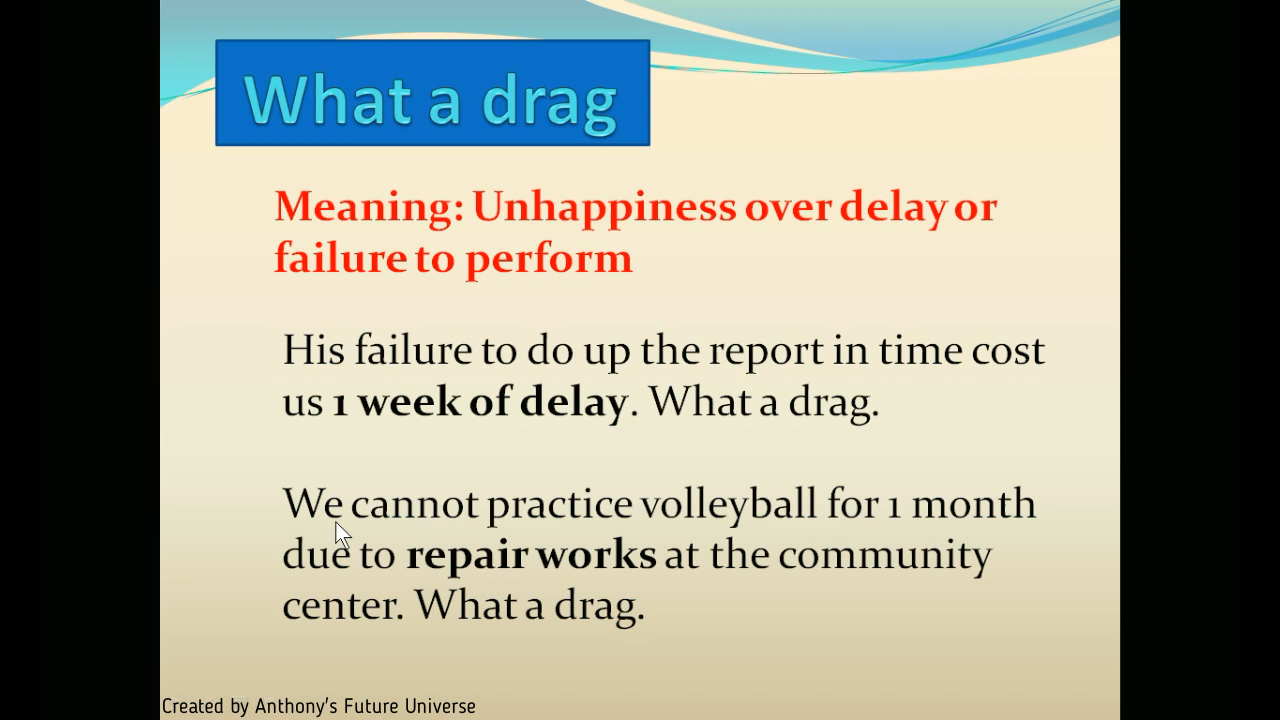 What a drag
Meaning: Unhappiness over delay or
failure to perform
His failure to do up the report in time cost
us 1 week of delay. What a drag.
We cannot practice volleyball for 1 month
due to repair works at the community
center. What a drag.
Created by Anthony's Future Universe